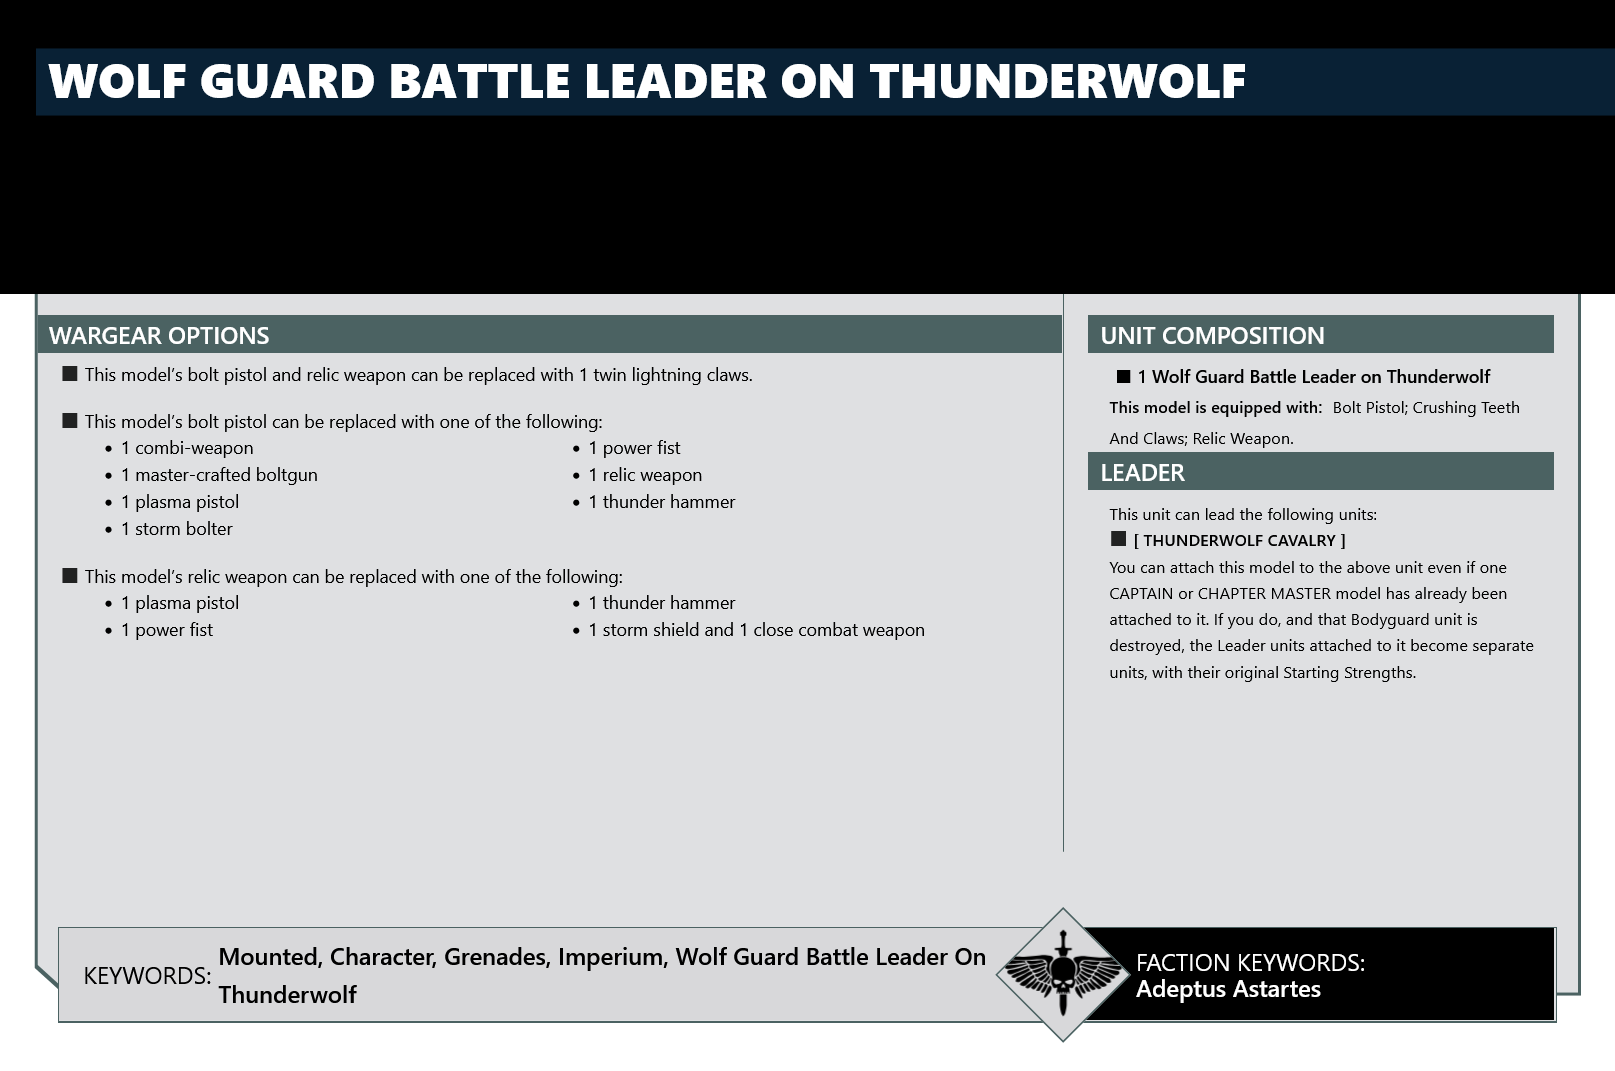 WOLF GUARD BATTLE LEADER ON THUNDERWOLF
WARGEAR OPTIONS
■ This model's bolt pistol and relic weapon can be replaced with 1 twin lightning claws.
■ This model's bolt pistol can be replaced with one of the following:
• 1 combi-weapon
• 1 master-crafted boltgun
• 1 plasma pistol
• 1 storm bolter
• 1 power fist
• 1 relic weapon
• 1 thunder hammer
■ This model's relic weapon can be replaced with one of the following:
• 1 plasma pistol
• 1 power fist
• 1 thunder hammer
• 1 storm shield and 1 close combat weapon
UNIT COMPOSITION
■ 1 Wolf Guard Battle Leader on Thunderwolf
This model is equipped with: Bolt Pistol; Crushing Teeth
And Claws; Relic Weapon.
LEADER
This unit can lead the following units:
■ [ THUNDERWOLF CAVALRY ]
You can attach this model to the above unit even if one
CAPTAIN or CHAPTER MASTER model has already been
attached to it. If you do, and that Bodyguard unit is
destroyed, the Leader units attached to it become separate
units, with their original Starting Strengths.
KEYWORDS: Mounted, Character, Grenades, Imperium, Wolf Guard Battle Leader On
Thunderwolf
FACTION KEYWORDS:
Adeptus Astartes